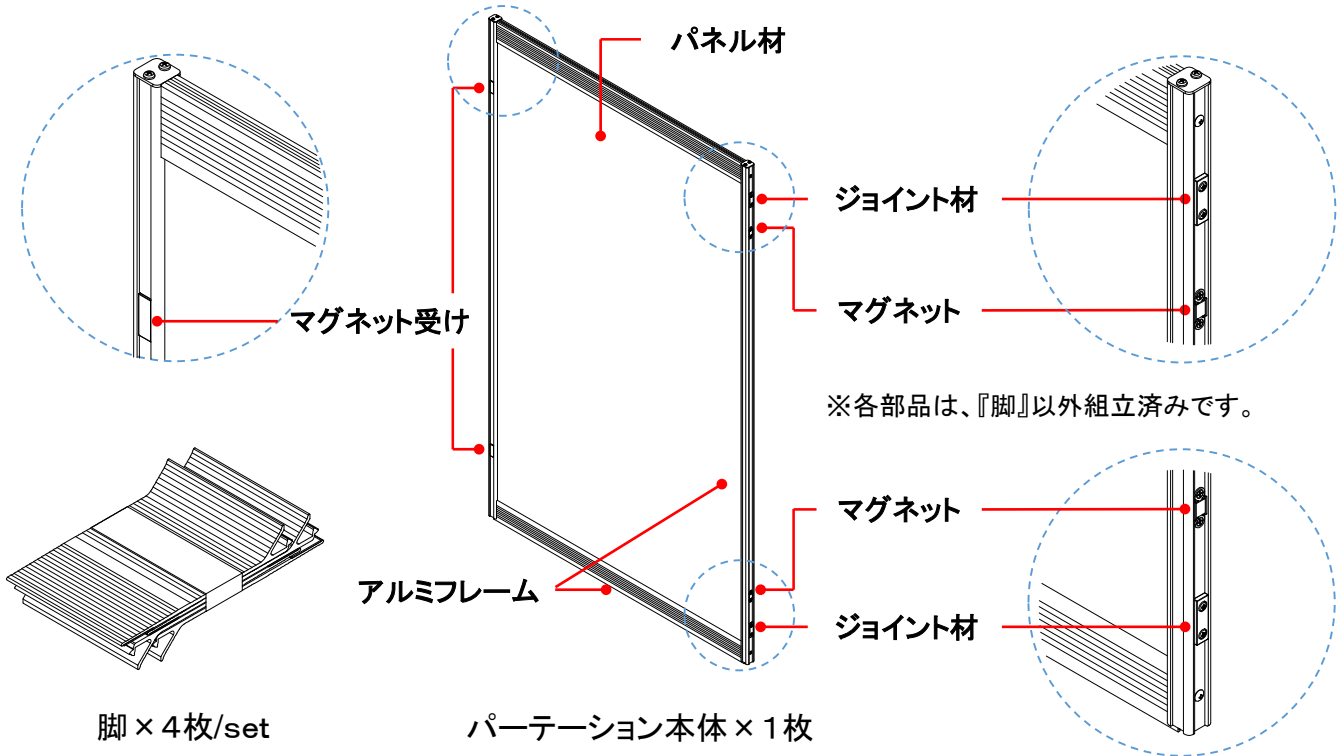 パネル材
ジョイント材
マグネット受け
マグネット
※各部品は、『脚』以外組立済みです。
マグネット
アルミフレーム
ジョイント材
脚×4枚/set
パーテーション本体×1枚